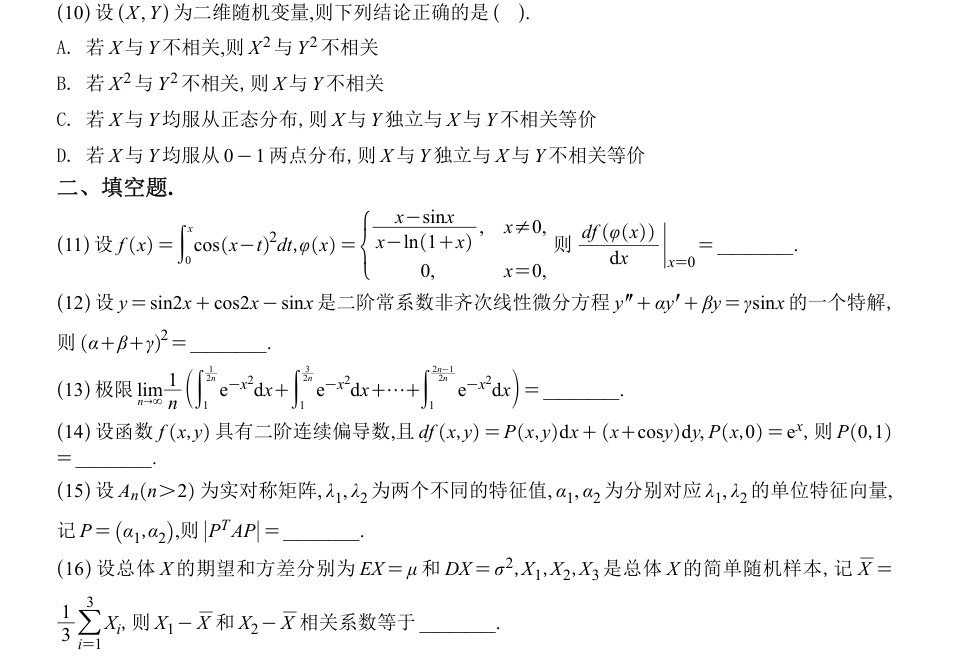 (10) 设 (X, Y) 为二维随机变量,则下列结论正确的是 (   ).
A. 若 X 与 Y 不相关,则 X² 与 Y² 不相关
B. 若 X² 与 Y² 不相关, 则 X 与 Y 不相关
C. 若 X 与 Y 均服从正态分布, 则 X 与 Y 独立与 X 与 Y 不相关等价
D. 若 X 与 Y 均服从 0 − 1 两点分布, 则 X 与 Y 独立与 X 与 Y 不相关等价
二、填空题.
(11) 设 f(x) = ∫₀ˣ cos(x−t)²dt, φ(x) = { (x−sinx)/(x−ln(1+x)), x≠0, 0, x=0, 则 df(φ(x))/dx |ₓ₌₀ = ________.
(12) 设 y = sin2x + cos2x − sinx 是二阶常系数非齐次线性微分方程 y″ + αy′ + βy = γsinx 的一个特解,
则 (α+β+γ)² = ________.
(13) 极限 lim_{n→∞} 1/n (∫₁^{1/2n} e^{−x²}dx + ∫₁^{3/2n} e^{−x²}dx + ⋯ + ∫₁^{(2n−1)/2n} e^{−x²}dx) = ________.
(14) 设函数 f(x,y) 具有二阶连续偏导数,且 df(x,y) = P(x,y)dx + (x+cosy)dy, P(x,0) = eˣ, 则 P(0,1)
= ________.
(15) 设 Aₙ(n>2) 为实对称矩阵, λ₁, λ₂ 为两个不同的特征值, α₁, α₂ 为分别对应 λ₁, λ₂ 的单位特征向量,
记 P = (α₁,α₂),则 |PᵀAP| = ________.
(16) 设总体 X 的期望和方差分别为 EX = μ 和 DX = σ², X₁, X₂, X₃ 是总体 X 的简单随机样本, 记 X̄ =
1/3 ∑_{i=1}^{3} Xᵢ, 则 X₁ − X̄ 和 X₂ − X̄ 相关系数等于 ________.